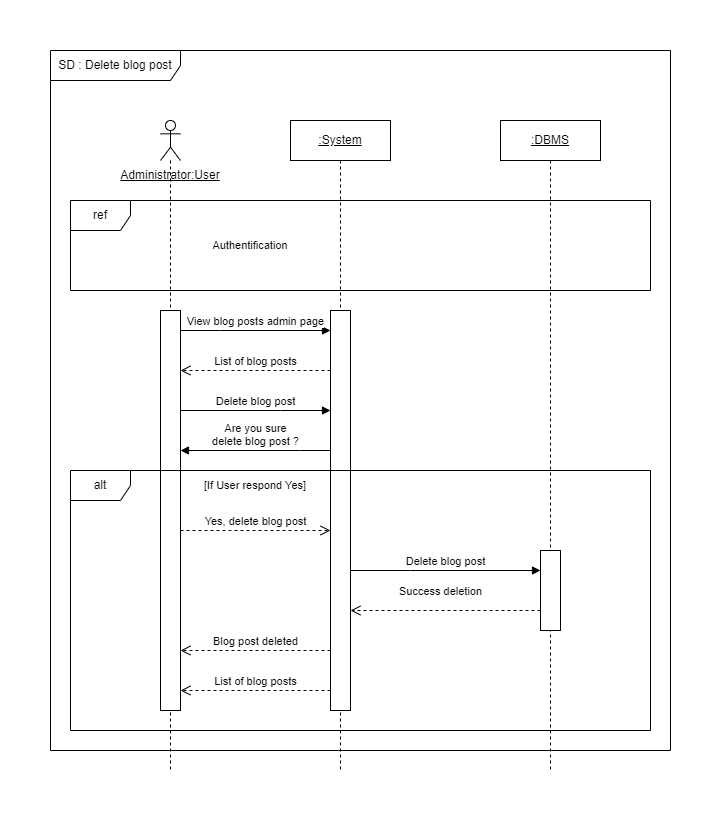 SD : Delete blog post
Administrator:User
:System
:DBMS
ref
Authentification
View blog posts admin page
List of blog posts
Delete blog post
Are you sure
delete blog post ?
alt
[If User respond Yes]
Yes, delete blog post
Delete blog post
Success deletion
Blog post deleted
List of blog posts